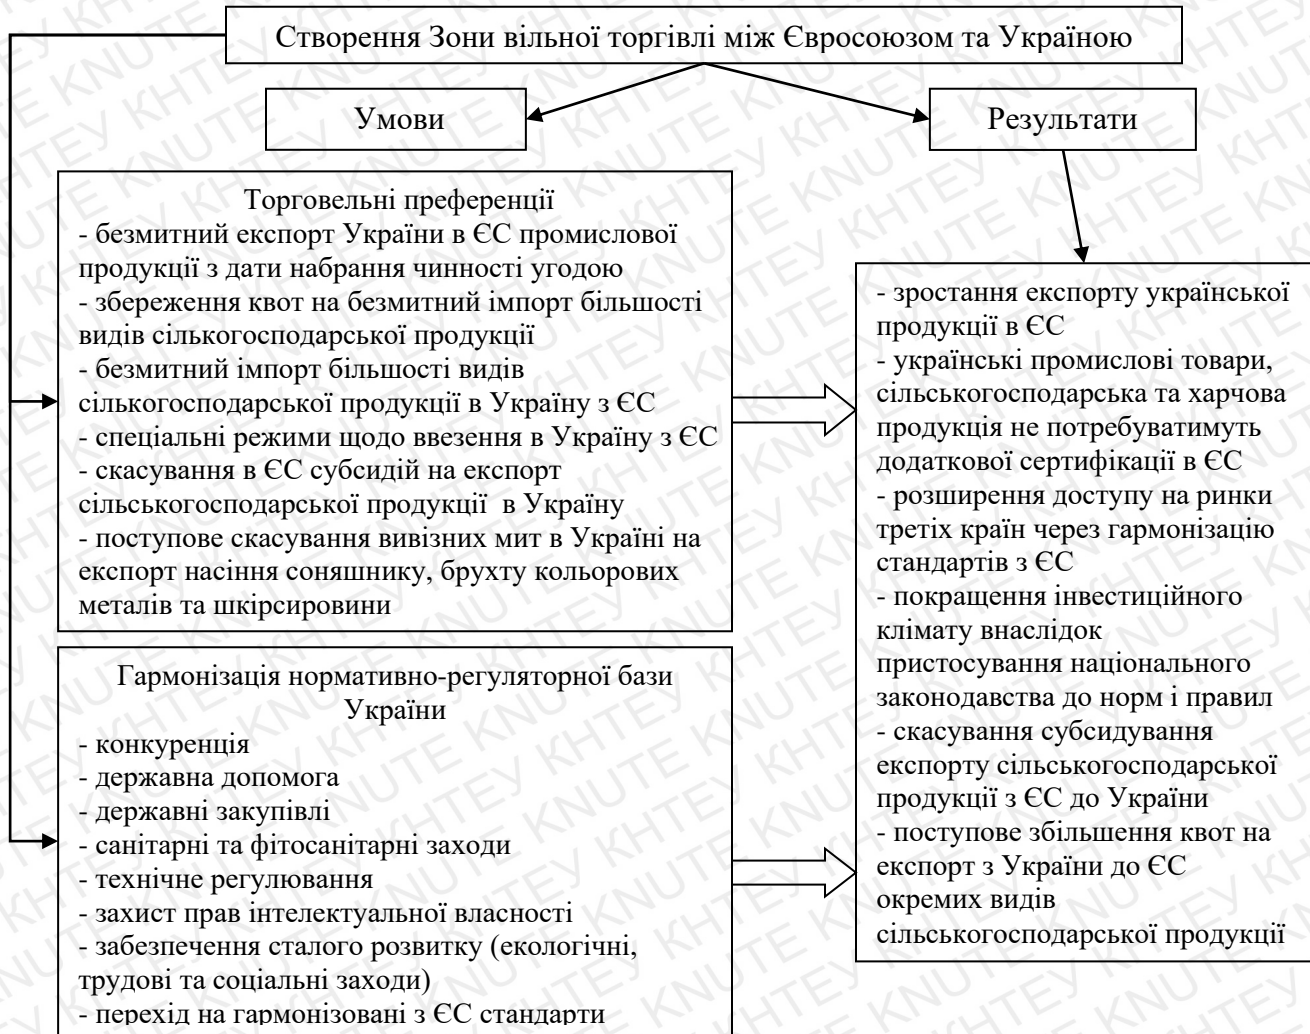 Створення Зони вільної торгівлі між Євросоюзом та Україною
Умови
Результати
Торговельні преференції
- безмитний експорт України в ЄС промислової
продукції з дати набрання чинності угодою
- збереження квот на безмитний імпорт більшості
видів сількогосподарської продукції
- безмитний імпорт більшості видів
сількогосподарської продукції в Україну з ЄС
- спеціальні режими щодо ввезення в Україну з ЄС
- скасування в ЄС субсидій на експорт
сільськогосподарської продукції в Україну
- поступове скасування вивізних мит в Україні на
експорт насіння соняшнику, брухту кольорових
металів та шкірсировини
Гармонізація нормативно-регуляторної бази
України
- конкуренція
- державна допомога
- державні закупівлі
- санітарні та фітосанітарні заходи
- технічне регулювання
- захист прав інтелектуальної власності
- забезпечення сталого розвитку (екологічні,
трудові та соціальні заходи)
- перехід на гармонізовані з ЄС стандарти
- зростання експорту української
продукції в ЄС
- українські промислові товари,
сільськогосподарська та харчова
продукція не потребуватимуть
додаткової сертифікації в ЄС
- розширення доступу на ринки
третіх країн через гармонізацію
стандартів з ЄС
- покращення інвестиційного
клімату внаслідок
пристосування національного
законодавства до норм і правил
- скасування субсидування
експорту сільськогосподарської
продукції з ЄС до України
- поступове збільшення квот на
експорт з України до ЄС
окремих видів
сільськогосподарської продукції